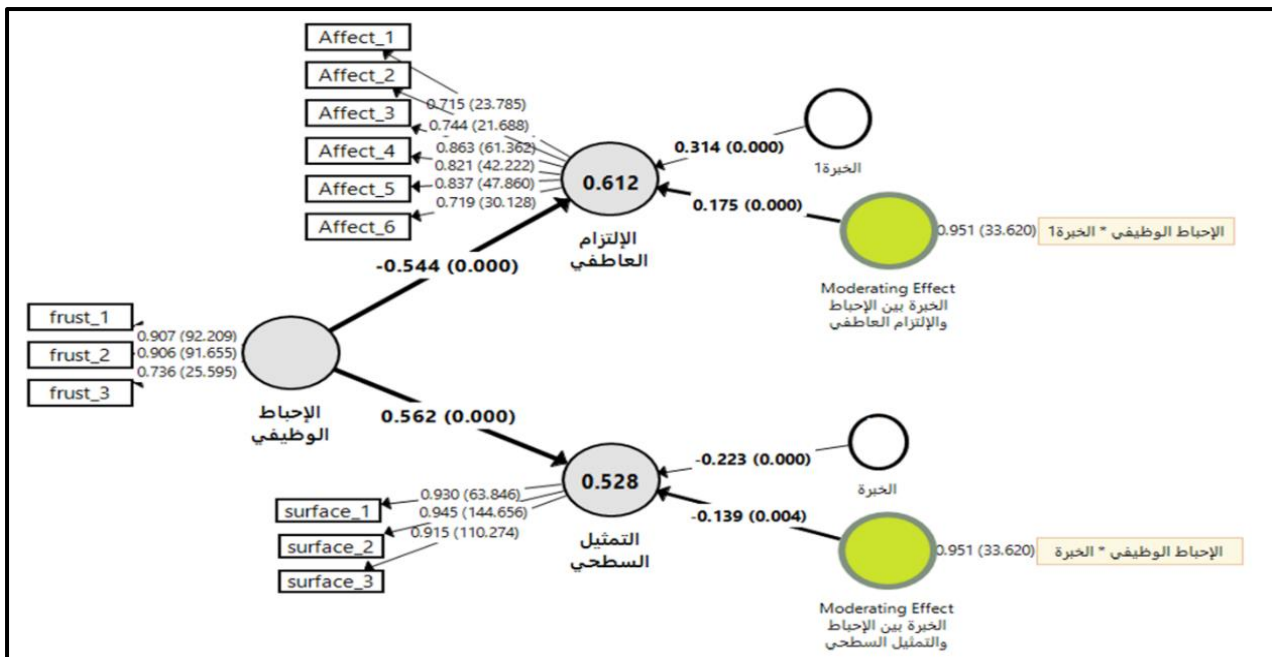 Affect_1
Affect_2
Affect_3
Affect_4
Affect_5
Affect_6
0.715 (23.785)
0.744 (21.688)
0.863 (61.362)
0.821 (42.222)
0.837 (47.860)
0.719 (30.128)
0.612
الإلتزام
العاطفي
0.314 (0.000)
الخبرة1
0.175 (0.000)
0.951 (33.620)
الإحباط الوظيفي * الخبرة1
Moderating Effect
الخبرة بين الإحباط
والإلتزام العاطفي
-0.544 (0.000)
frust_1
frust_2
frust_3
0.907 (92.209)
0.906 (91.655)
0.736 (25.595)
الإحباط
الوظيفي
0.562 (0.000)
surface_1
surface_2
surface_3
0.930 (63.846)
0.945 (144.656)
0.915 (110.274)
0.528
التمثيل
السطحي
-0.223 (0.000)
الخبرة
-0.139 (0.004)
0.951 (33.620)
الإحباط الوظيفي * الخبرة
Moderating Effect
الخبرة بين الإحباط
والتمثيل السطحي